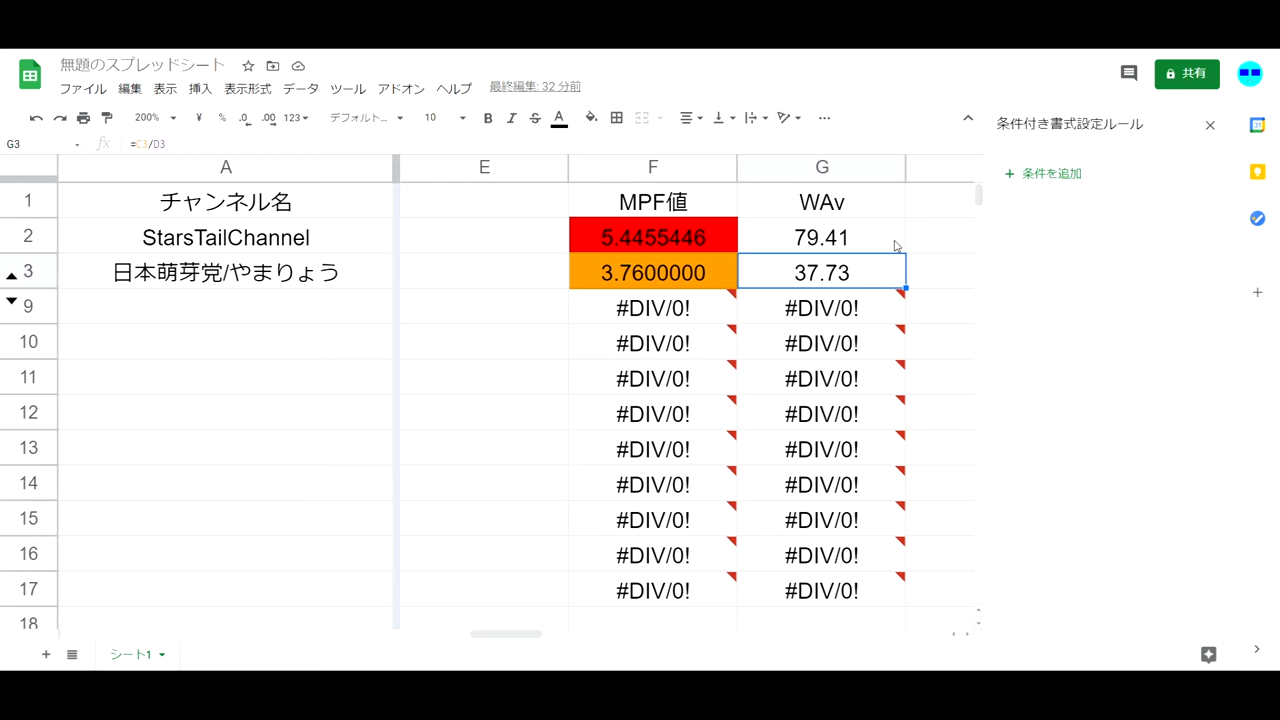 無題のスプレッドシート
ファイル 編集 表示 挿入 表示形式 データ ツール アドオン ヘルプ 最終編集: 32 分前
共有
200% ¥ % .0 .00 123 デフォルト... 10 B I S A
条件付き書式設定ルール
G3 fx =C3/D3
+ 条件を追加
A E F G
1 チャンネル名 MPF値 WAv
2 StarsTailChannel 5.4455446 79.41
3 日本萌芽党/やまりょう 3.7600000 37.73
9 #DIV/0! #DIV/0!
10 #DIV/0! #DIV/0!
11 #DIV/0! #DIV/0!
12 #DIV/0! #DIV/0!
13 #DIV/0! #DIV/0!
14 #DIV/0! #DIV/0!
15 #DIV/0! #DIV/0!
16 #DIV/0! #DIV/0!
17 #DIV/0! #DIV/0!
18
シート1